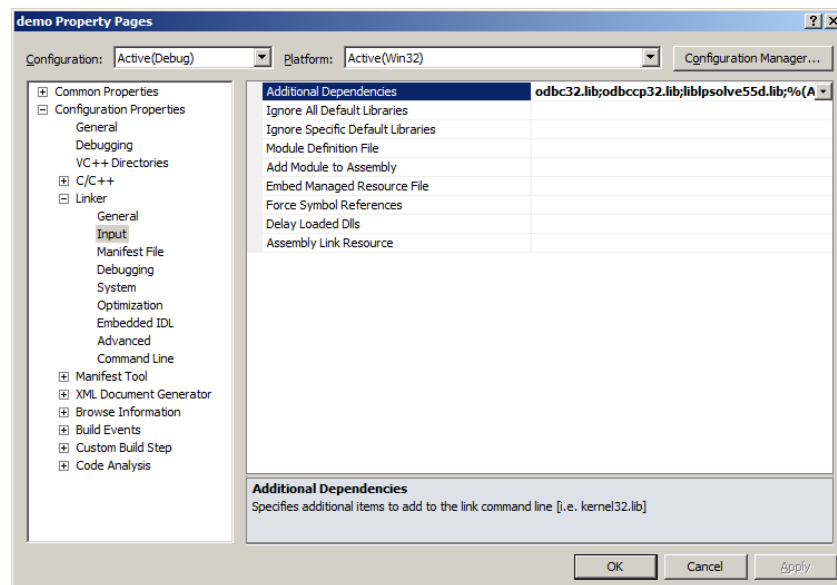 demo Property Pages
Configuration: Active(Debug) Platform: Active(Win32) Configuration Manager...
Common Properties
Configuration Properties
General
Debugging
VC++ Directories
C/C++
Linker
General
Input
Manifest File
Debugging
System
Optimization
Embedded IDL
Advanced
Command Line
Manifest Tool
XML Document Generator
Browse Information
Build Events
Custom Build Step
Code Analysis
Additional Dependencies odbc32.lib;odbccp32.lib;liblpsolve55d.lib;%(A
Ignore All Default Libraries
Ignore Specific Default Libraries
Module Definition File
Add Module to Assembly
Embed Managed Resource File
Force Symbol References
Delay Loaded Dlls
Assembly Link Resource
Additional Dependencies
Specifies additional items to add to the link command line [i.e. kernel32.lib]
OK Cancel Apply